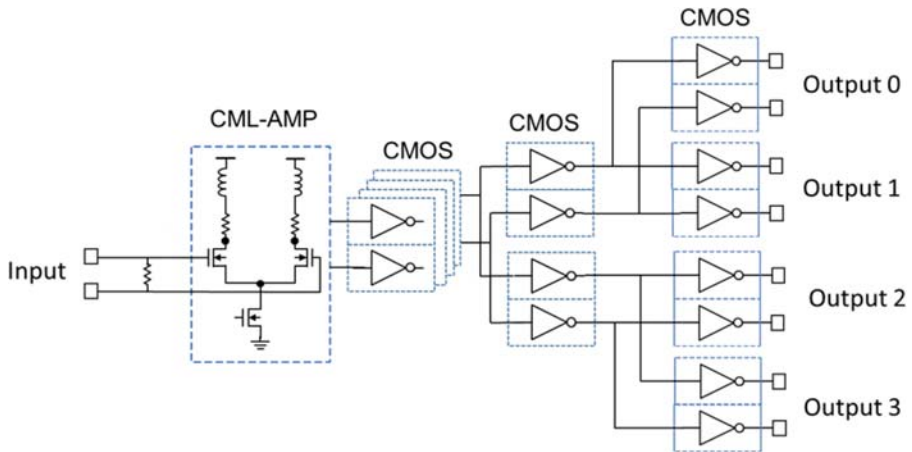 CMOS
Output 0
CML-AMP
CMOS
CMOS
Output 1
Input
Output 2
Output 3